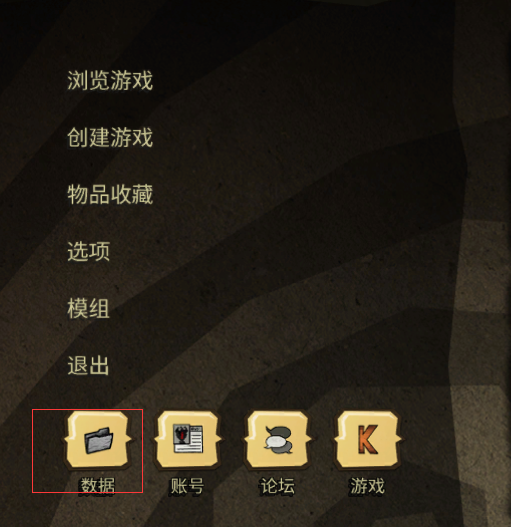 浏览游戏
创建游戏
物品收藏
选项
模组
退出
数据 账号 论坛 游戏